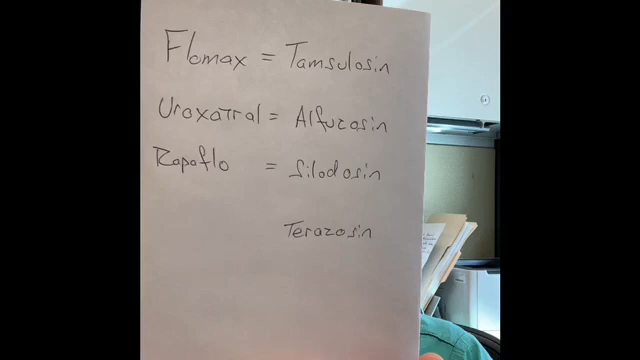 Flomax = Tamsulosin
Uroxatral = Alfuzosin
Rapaflo = Silodosin
Terazosin